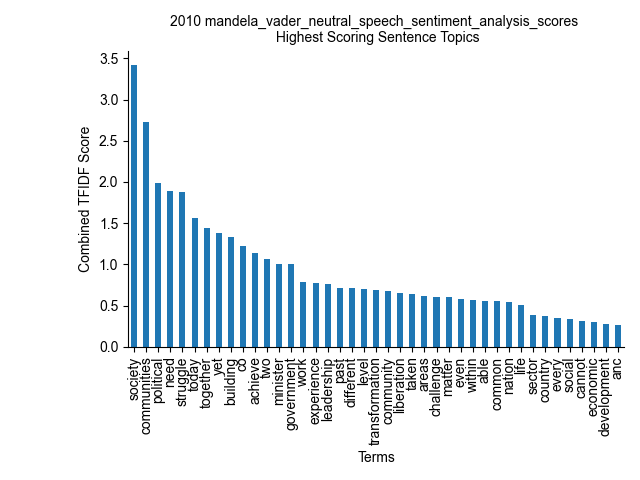 2010 mandela_vader_neutral_speech_sentiment_analysis_scores
Highest Scoring Sentence Topics
Combined TFIDF Score
3.5
3.0
2.5
2.0
1.5
1.0
0.5
0.0
society
communities
political
need
struggle
today
together
yet
building
co
achieve
two
minister
government
work
experience
leadership
past
different
level
transformation
community
liberation
taken
areas
challenge
matter
even
within
able
common
nation
life
sector
country
every
social
cannot
economic
development
anc
Terms